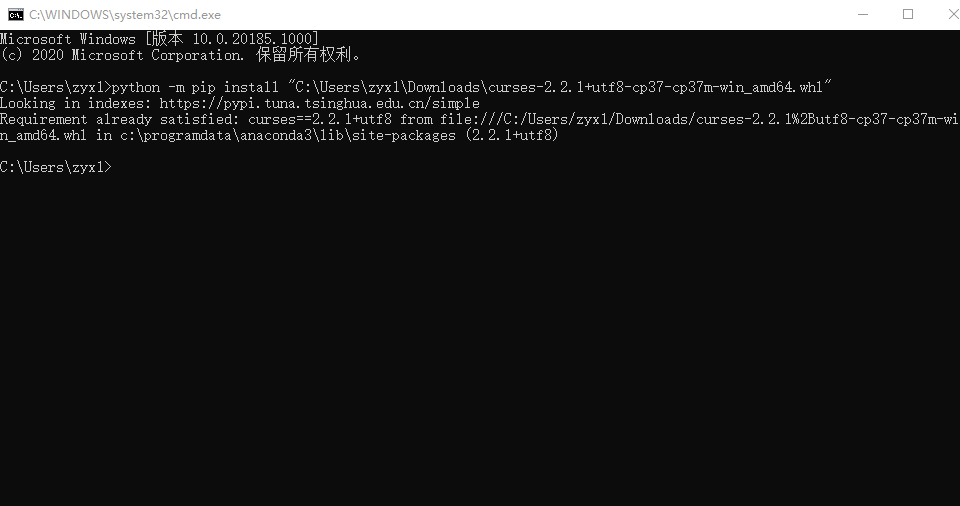 C:\WINDOWS\system32\cmd.exe
Microsoft Windows [版本 10.0.20185.1000]
(c) 2020 Microsoft Corporation. 保留所有权利。
C:\Users\zyx1>python -m pip install "C:\Users\zyx1\Downloads\curses-2.2.1+utf8-cp37-cp37m-win_amd64.whl"
Looking in indexes: https://pypi.tuna.tsinghua.edu.cn/simple
Requirement already satisfied: curses==2.2.1+utf8 from file:///C:/Users/zyx1/Downloads/curses-2.2.1%2Butf8-cp37-cp37m-wi
n_amd64.whl in c:\programdata\anaconda3\lib\site-packages (2.2.1+utf8)
C:\Users\zyx1>